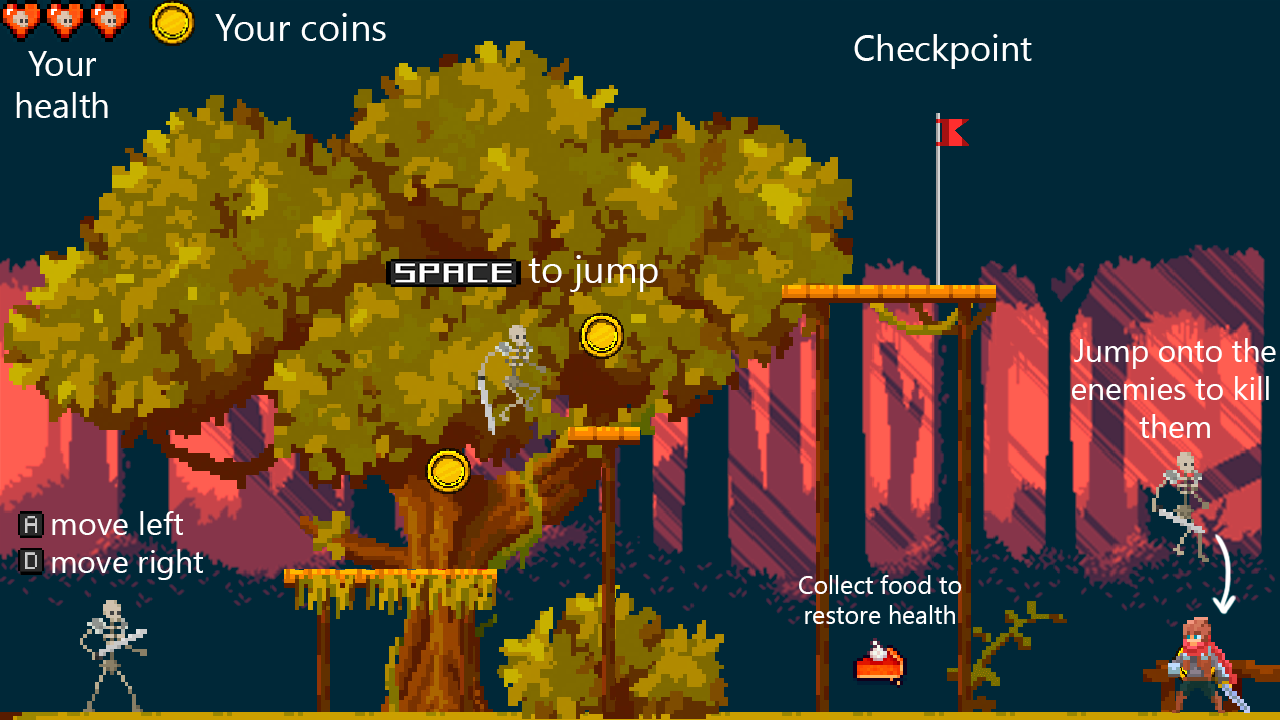 Your coins
Your
health
Checkpoint
SPACE to jump
Jump onto the
enemies to kill
them
A move left
D move right
Collect food to
restore health